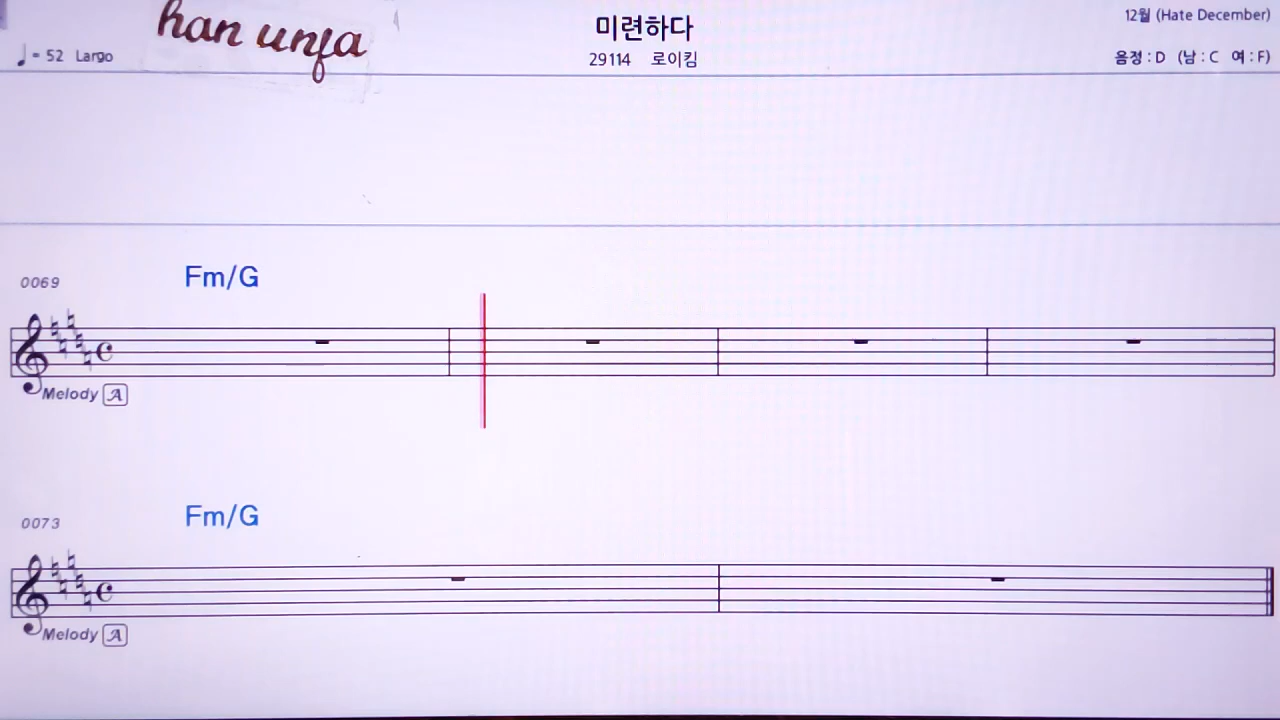 han unfa
미련하다
12월 (Hate December)
♩= 52 Largo
29114 로이킴
음정 : D (남 : C 여 : F)
0069
Fm/G
Melody A
0073
Fm/G
Melody A